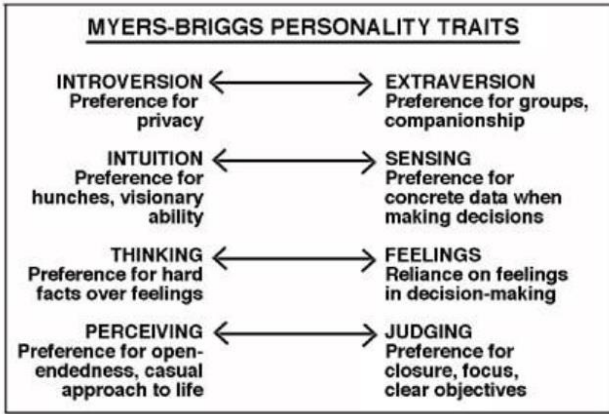 MYERS-BRIGGS PERSONALITY TRAITS
INTROVERSION
Preference for
privacy
EXTRAVERSION
Preference for groups,
companionship
INTUITION
Preference for
hunches, visionary
ability
SENSING
Preference for
concrete data when
making decisions
THINKING
Preference for hard
facts over feelings
FEELINGS
Reliance on feelings
in decision-making
PERCEIVING
Preference for open-
endedness, casual
approach to life
JUDGING
Preference for
closure, focus,
clear objectives